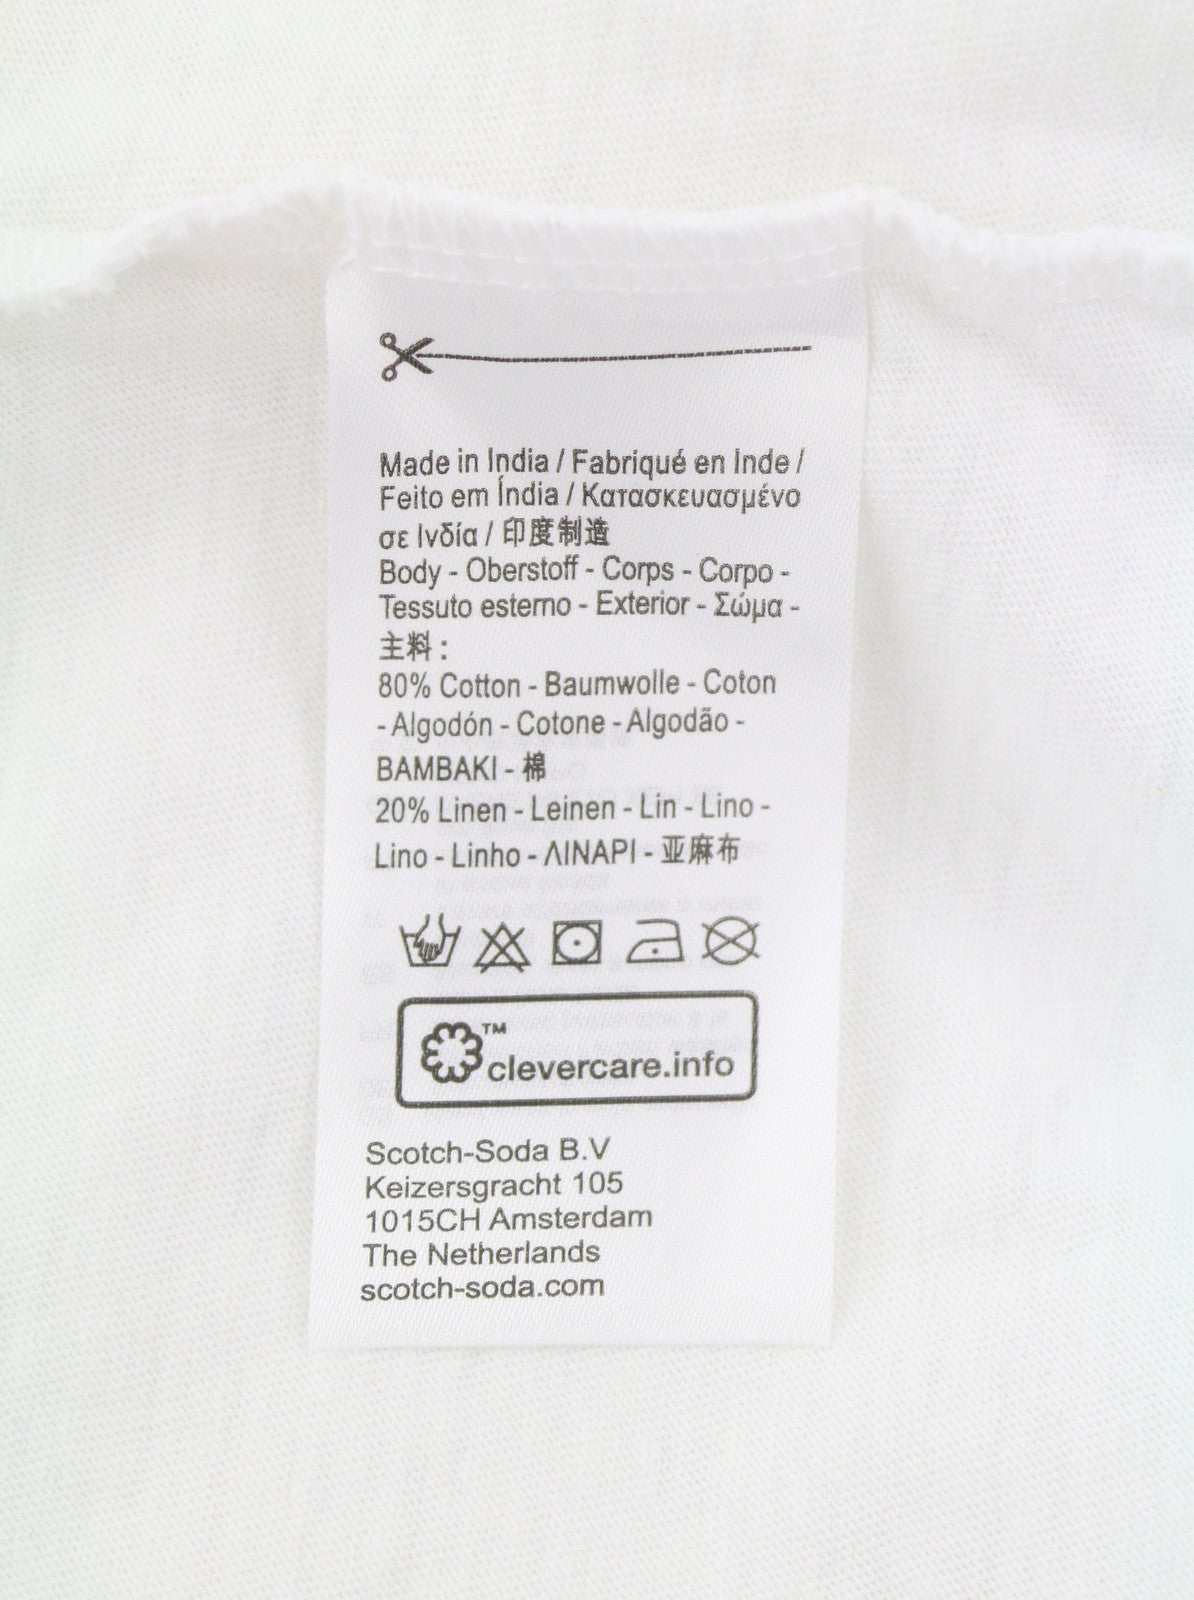 Made in India / Fabriqué en Inde /
Feito em Índia / Κατασκευασμένο
σε Ινδία / 印度制造
Body - Oberstoff - Corps - Corpo -
Tessuto esterno - Exterior - Σώμα -
主料 :
80% Cotton - Baumwolle - Coton
- Algodón - Cotone - Algodão -
BAMBAKI - 棉
20% Linen - Leinen - Lin - Lino -
Lino - Linho - ΛΙΝΑΡΙ - 亚麻布
™clevercare.info
Scotch-Soda B.V
Keizersgracht 105
1015CH Amsterdam
The Netherlands
scotch-soda.com